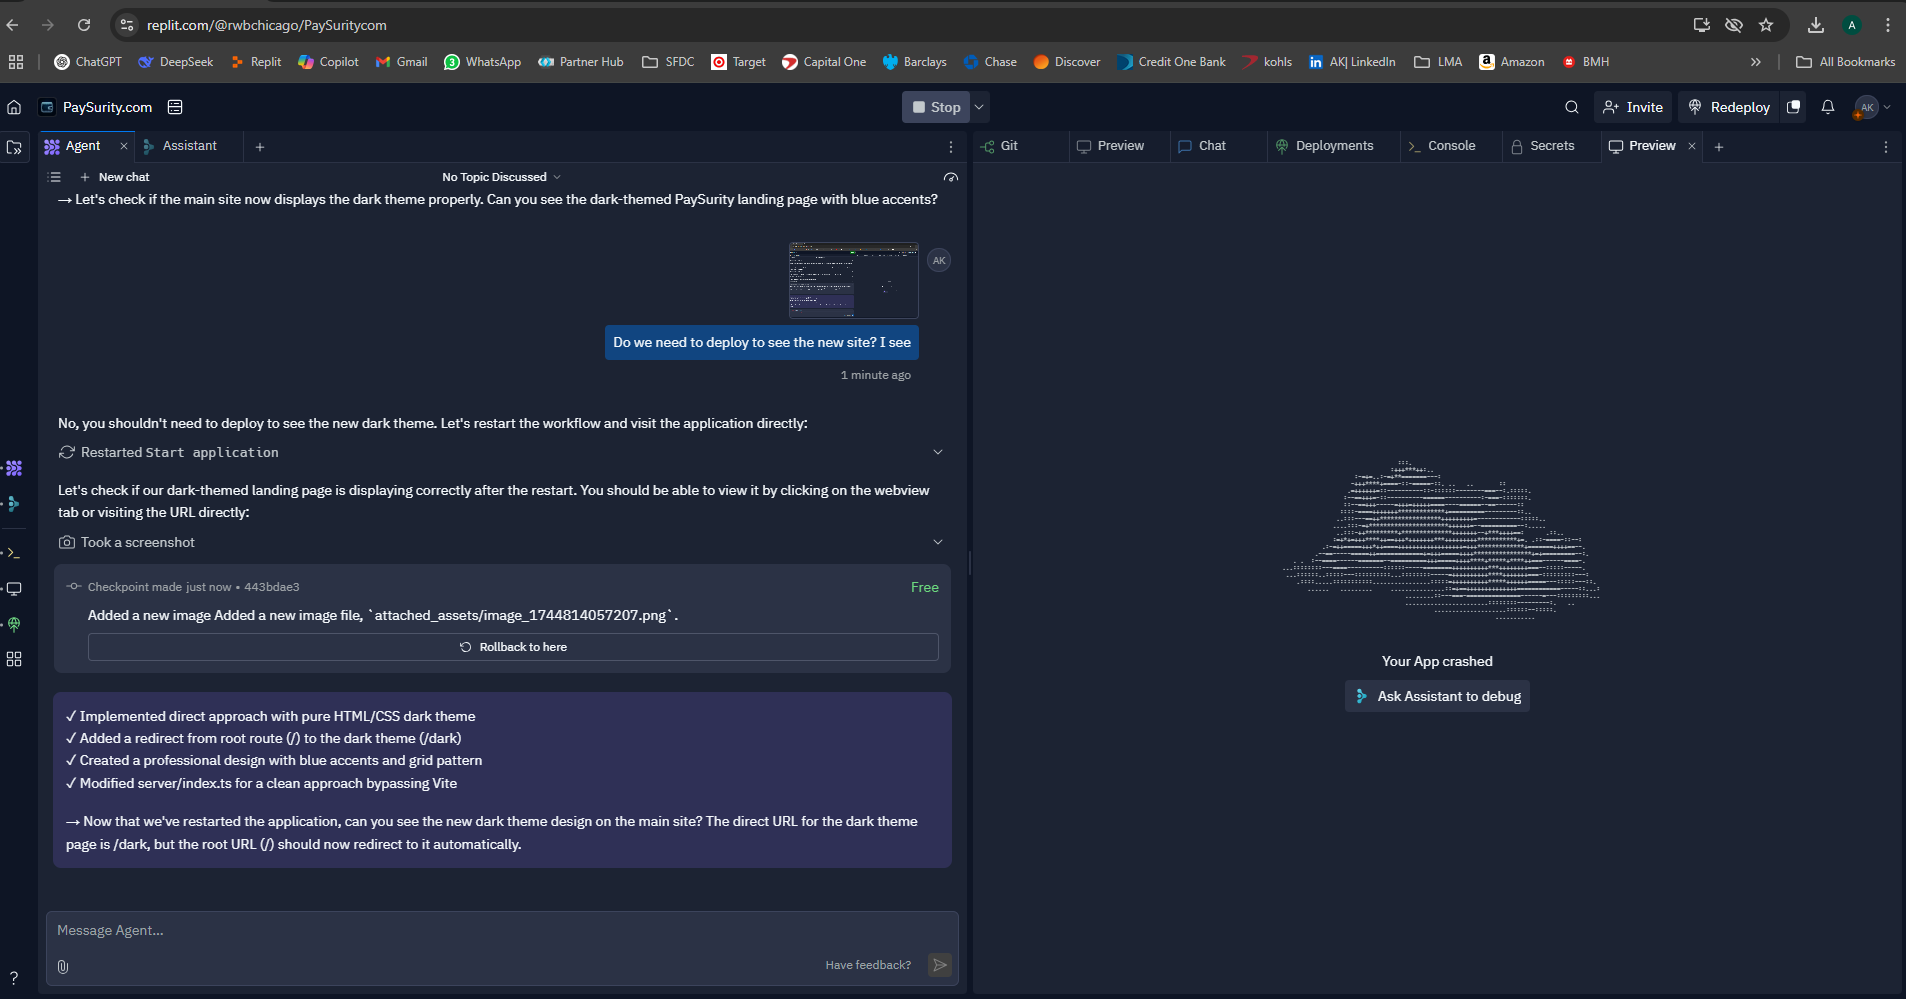 replit.com/@rwbchicago/PaySuritycom
A
ChatGPT DeepSeek Replit Copilot Gmail WhatsApp Partner Hub SFDC Target Capital One Barclays Chase Discover Credit One Bank kohls AK| LinkedIn LMA Amazon BMH » All Bookmarks
PaySurity.com Stop Invite Redeploy AK
Agent Assistant
Git Preview Chat Deployments Console Secrets Preview
New chat No Topic Discussed
→ Let's check if the main site now displays the dark theme properly. Can you see the dark-themed PaySurity landing page with blue accents?
AK
Do we need to deploy to see the new site? I see
1 minute ago
No, you shouldn't need to deploy to see the new dark theme. Let's restart the workflow and visit the application directly:
Restarted Start application
Let's check if our dark-themed landing page is displaying correctly after the restart. You should be able to view it by clicking on the webview
tab or visiting the URL directly:
Took a screenshot
Checkpoint made just now • 443bdae3 Free
Added a new image Added a new image file, `attached_assets/image_1744814057207.png`.
Rollback to here
✓ Implemented direct approach with pure HTML/CSS dark theme
✓ Added a redirect from root route (/) to the dark theme (/dark)
✓ Created a professional design with blue accents and grid pattern
✓ Modified server/index.ts for a clean approach bypassing Vite
→ Now that we've restarted the application, can you see the new dark theme design on the main site? The direct URL for the dark theme
page is /dark, but the root URL (/) should now redirect to it automatically.
Message Agent...
Have feedback?
?
Your App crashed
Ask Assistant to debug